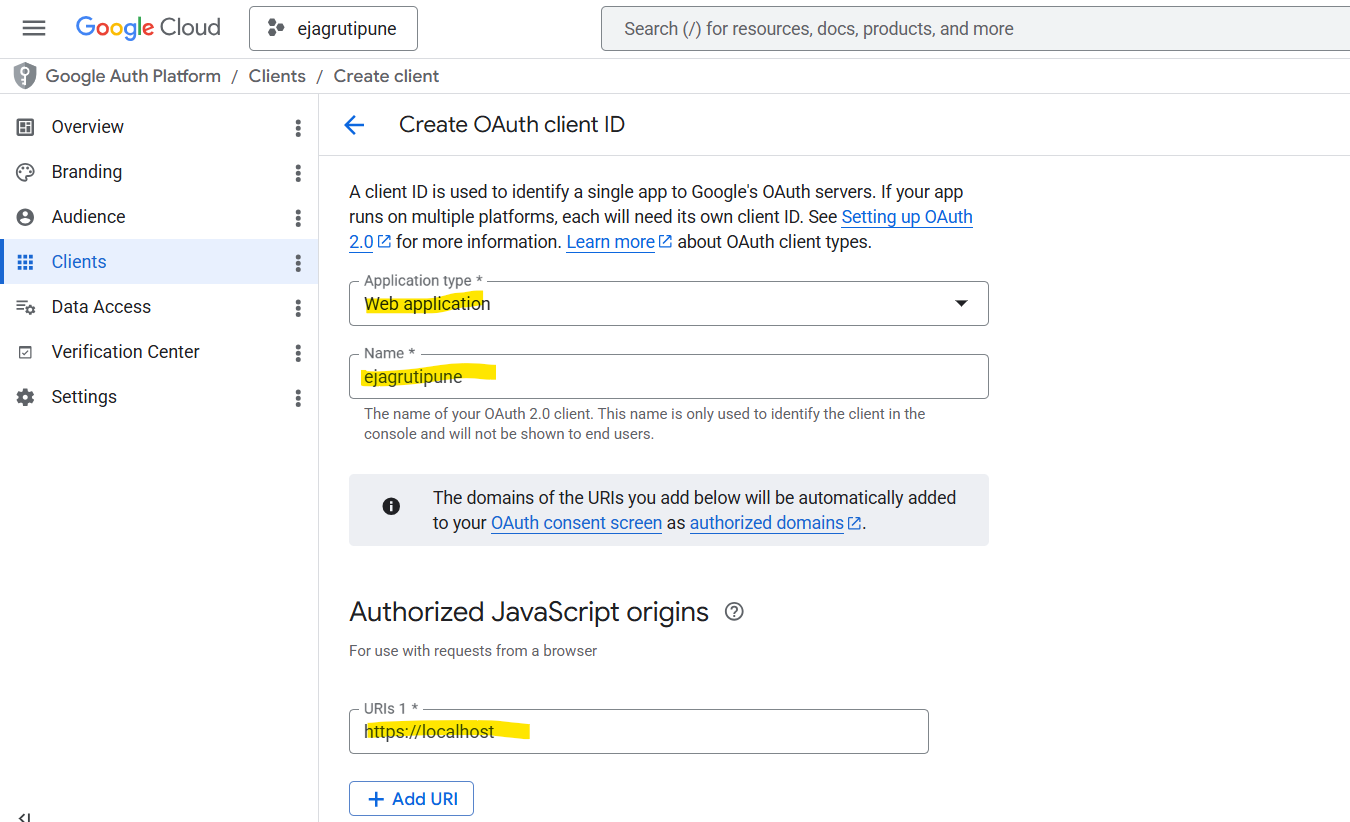 Google Cloud
ejagrutipune
Search (/) for resources, docs, products, and more
Google Auth Platform / Clients / Create client
Overview
Branding
Audience
Clients
Data Access
Verification Center
Settings
Create OAuth client ID
A client ID is used to identify a single app to Google's OAuth servers. If your app
runs on multiple platforms, each will need its own client ID. See Setting up OAuth
2.0 for more information. Learn more about OAuth client types.
Application type *
Web application
Name *
ejagrutipune
The name of your OAuth 2.0 client. This name is only used to identify the client in the
console and will not be shown to end users.
The domains of the URIs you add below will be automatically added
to your OAuth consent screen as authorized domains.
Authorized JavaScript origins
For use with requests from a browser
URIs 1 *
https://localhost
+ Add URI